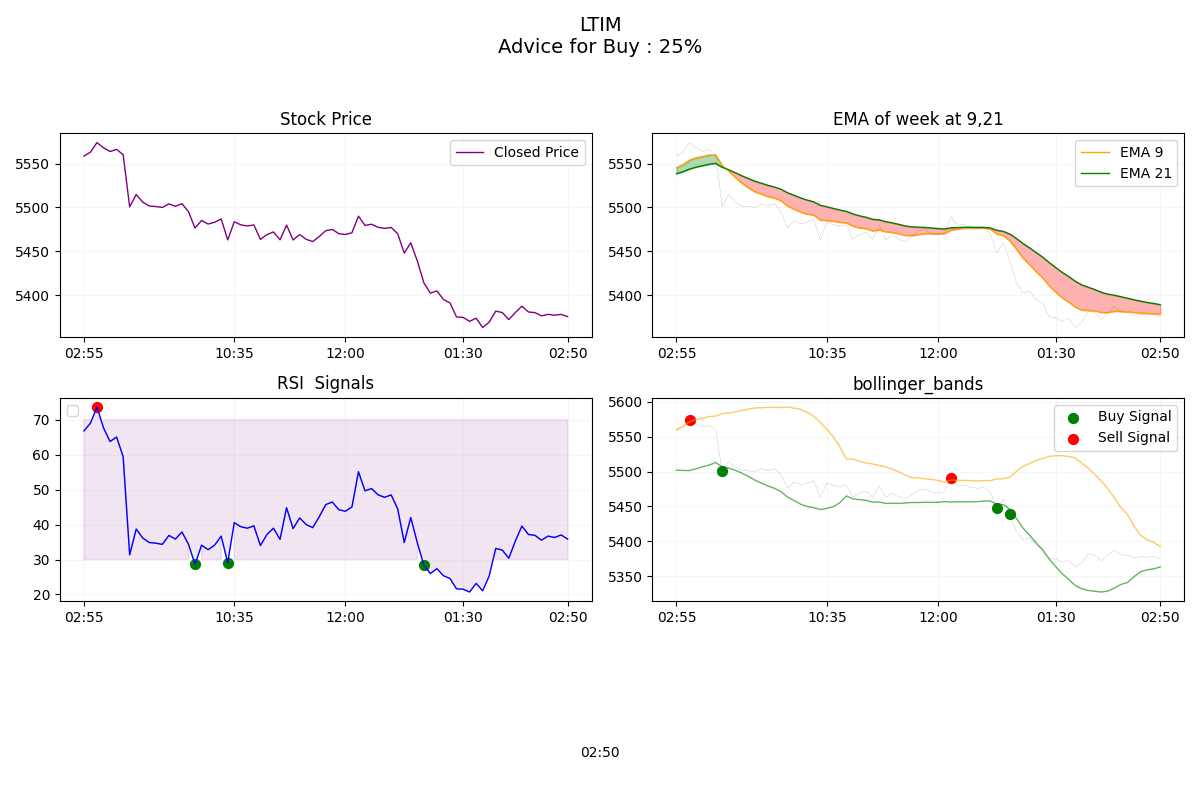 LTIM
Advice for Buy : 25%
Stock Price
Closed Price
5550
5500
5450
5400
02:55 10:35 12:00 01:30 02:50
EMA of week at 9,21
EMA 9
EMA 21
5550
5500
5450
5400
02:55 10:35 12:00 01:30 02:50
RSI  Signals
70
60
50
40
30
20
02:55 10:35 12:00 01:30 02:50
bollinger_bands
Buy Signal
Sell Signal
5600
5550
5500
5450
5400
5350
02:55 10:35 12:00 01:30 02:50
02:50